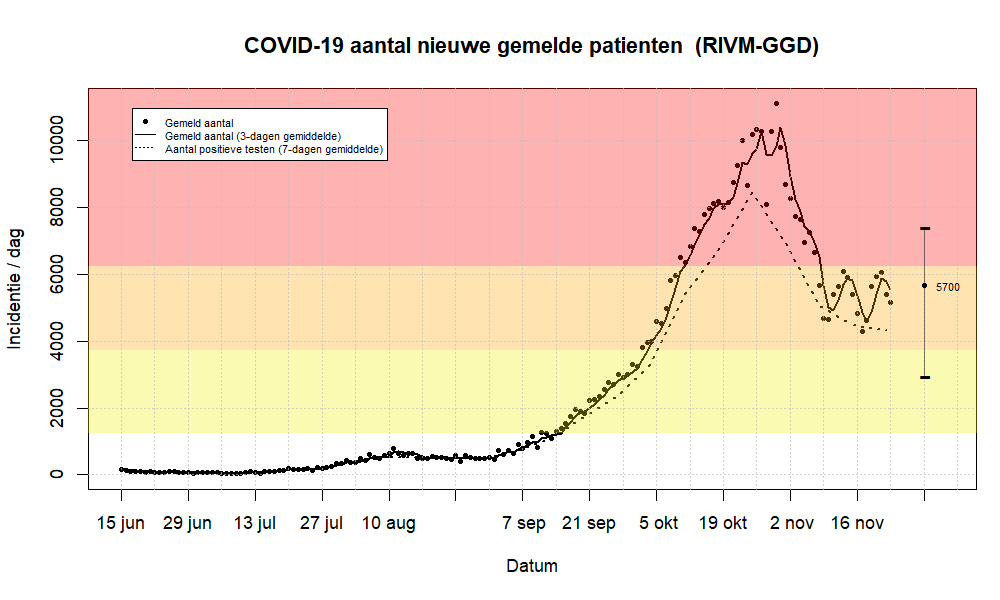 COVID-19 aantal nieuwe gemelde patienten  (RIVM-GGD)
Gemeld aantal
Gemeld aantal (3-dagen gemiddelde)
Aantal positieve testen (7-dagen gemiddelde)
Incidentie / dag
10000
8000
6000
4000
2000
0
5700
15 jun 29 jun 13 jul 27 jul 10 aug 7 sep 21 sep 5 okt 19 okt 2 nov 16 nov
Datum